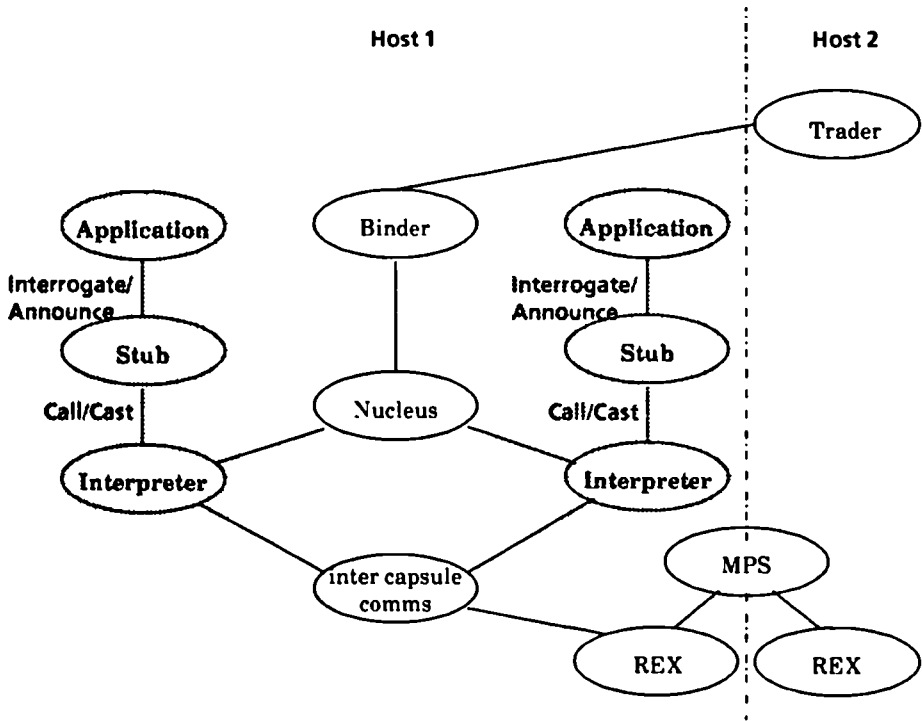 Host 1
Host 2
Trader
Application
Binder
Application
Interrogate/
Announce
Interrogate/
Announce
Stub
Stub
Call/Cast
Nucleus
Call/Cast
Interpreter
Interpreter
inter capsule
comms
MPS
REX
REX